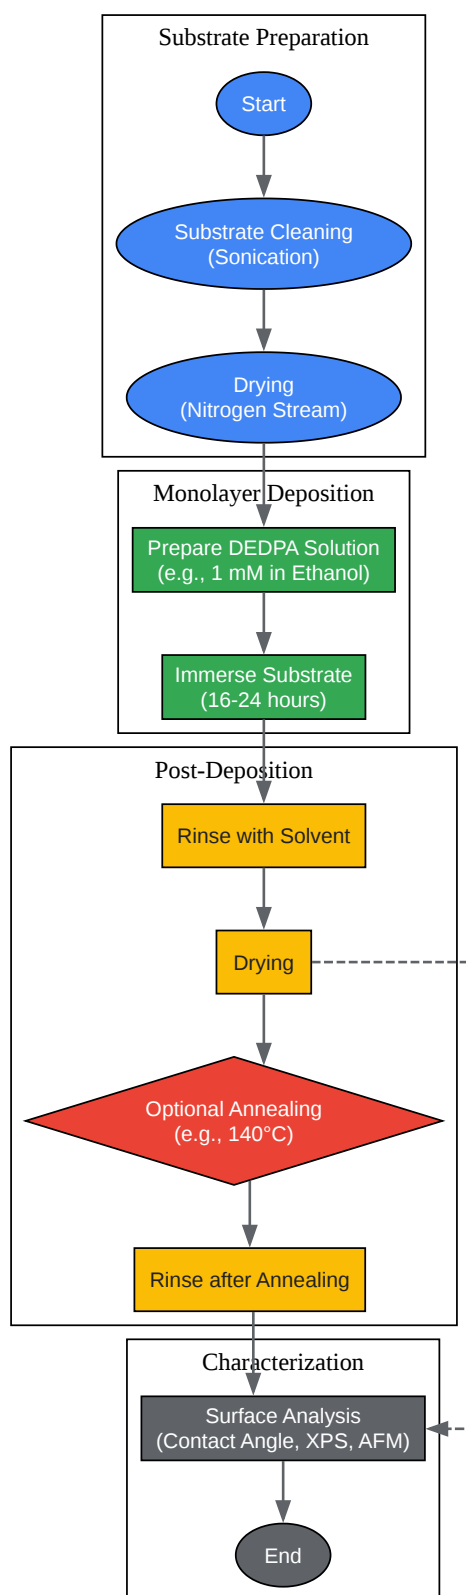 Substrate Preparation
Start
Substrate Cleaning
(Sonication)
Drying
(Nitrogen Stream)
Monolayer Deposition
Prepare DEDPA Solution
(e.g., 1 mM in Ethanol)
Immerse Substrate
(16-24 hours)
Post-Deposition
Rinse with Solvent
Drying
Optional Annealing
(e.g., 140°C)
Rinse after Annealing
Characterization
Surface Analysis
(Contact Angle, XPS, AFM)
End